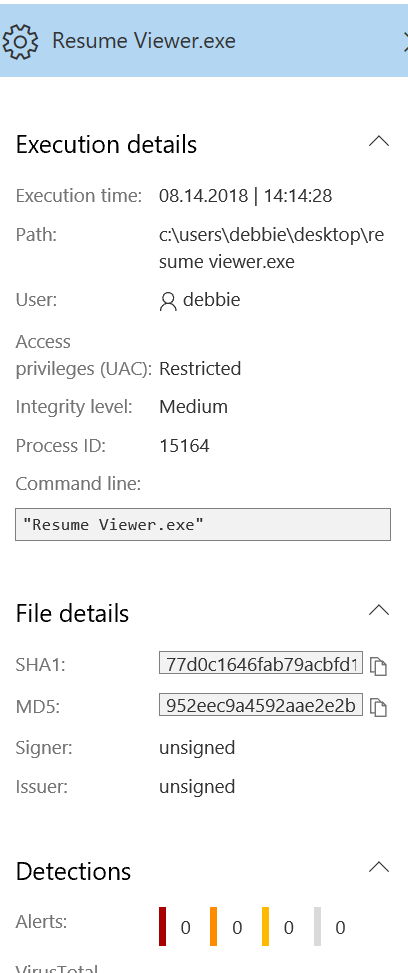 Resume Viewer.exe
Execution details
Execution time: 08.14.2018 | 14:14:28
Path: c:\users\debbie\desktop\re
sume viewer.exe
User: debbie
Access
privileges (UAC): Restricted
Integrity level: Medium
Process ID: 15164
Command line:
"Resume Viewer.exe"
File details
SHA1: 77d0c1646fab79acbfd1
MD5: 952eec9a4592aae2e2b
Signer: unsigned
Issuer: unsigned
Detections
Alerts: 0 0 0 0
VirusTotal